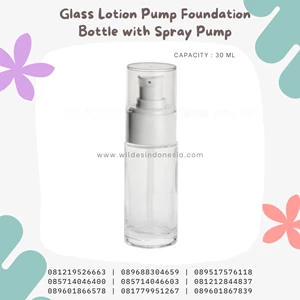 Glass Lotion Pump Foundation
Bottle with Spray Pump
CAPACITY : 30 ML
www.wildesindonesia.com
081219526663 | 089688304659 | 089517576118
085714046400 | 085714046603 | 081212844837
089601866578 | 081779951267 | 089601867839